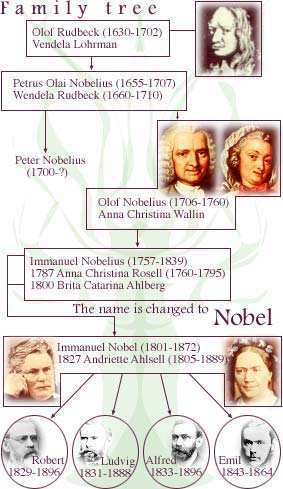 Family tree
Olof Rudbeck (1630-1702)
Vendela Lohrman
Petrus Olai Nobelius (1655-1707)
Wendela Rudbeck (1660-1710)
Peter Nobelius
(1700-?)
Olof Nobelius (1706-1760)
Anna Christina Wallin
Immanuel Nobelius (1757-1839)
1787 Anna Christina Rosell (1760-1795)
1800 Brita Catarina Ahlberg
The name is changed to Nobel
Immanuel Nobel (1801-1872)
1827 Andriette Ahlsell (1805-1889)
Robert
1829-1896
Ludvig
1831-1888
Alfred
1833-1896
Emil
1843-1864